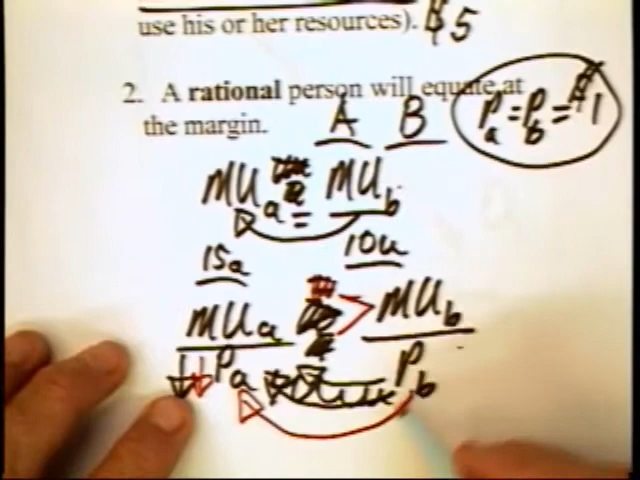 use his or her resources). $5
2. A rational person will equate at
the margin. A B
Pa = Pb = $1
MUa = MUb
15u 10u
MUa > MUb
Pa Pb